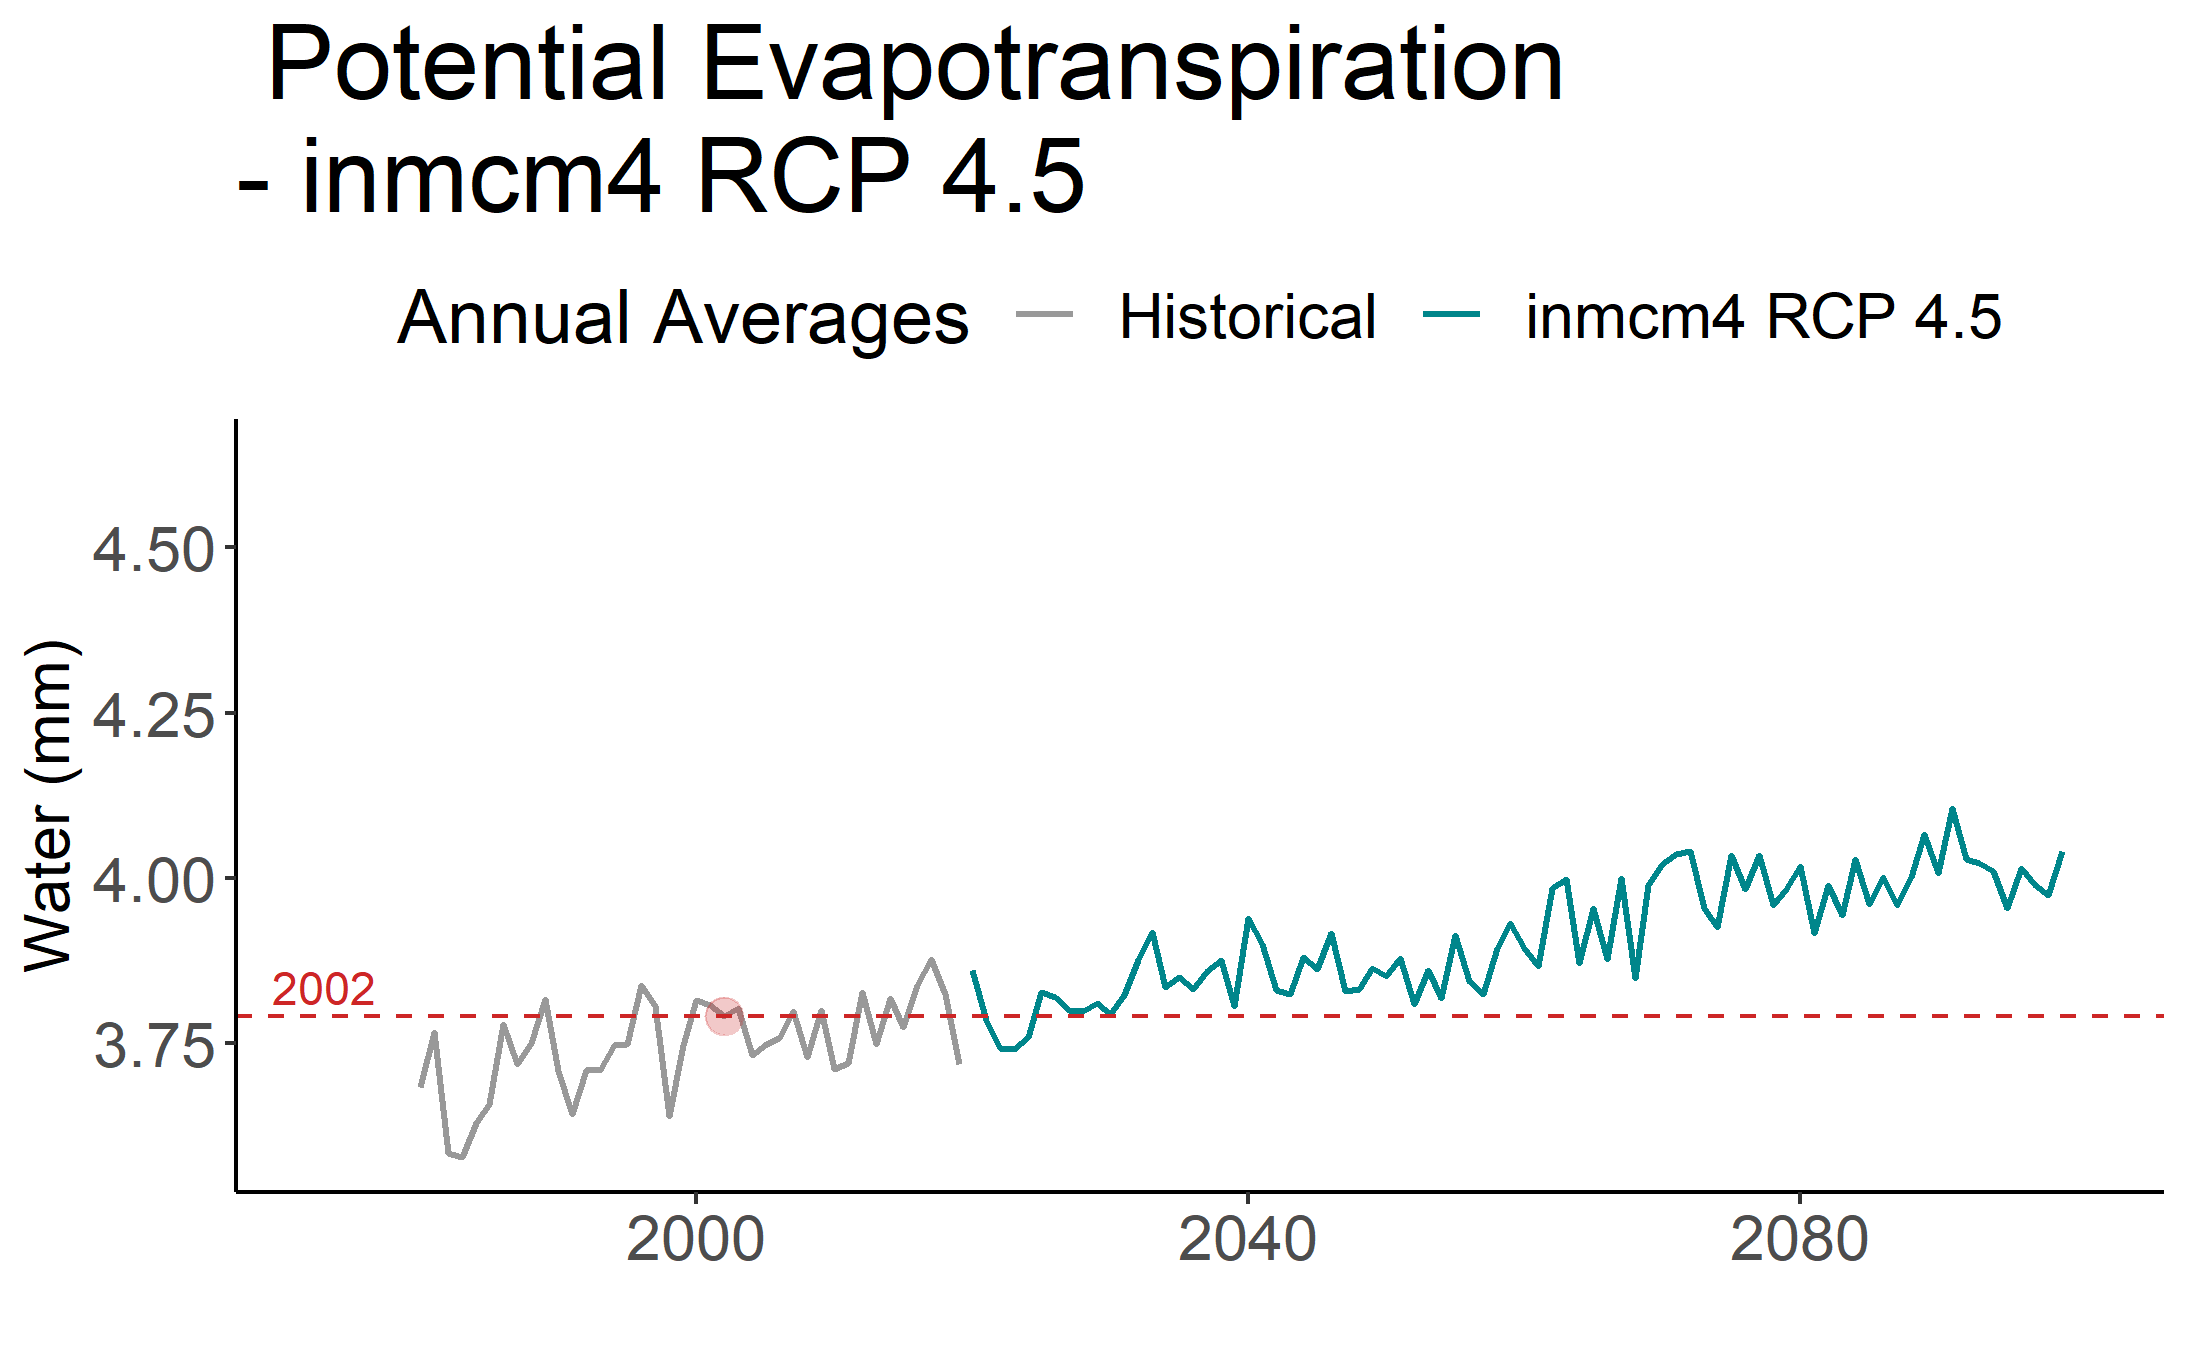 Potential Evapotranspiration
- inmcm4 RCP 4.5
Annual Averages Historical inmcm4 RCP 4.5
Water (mm)
4.50
4.25
4.00
3.75
2002
2000 2040 2080